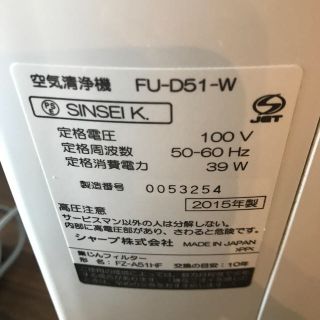 空気清浄機 FU-D51-W
PS E SINSEI K.
JET
定格電圧 100 V
定格周波数 50-60 Hz
定格消費電力 39 W
製造番号 0053254
2015年製
高圧注意
サービスマン以外の人は分解しない。
内部に高電圧があり、さわると危険です。
シャープ株式会社 MADE IN JAPAN
XPPK
集じんフィルター
形 名: FZ-A51HF 交換の目安: 10年